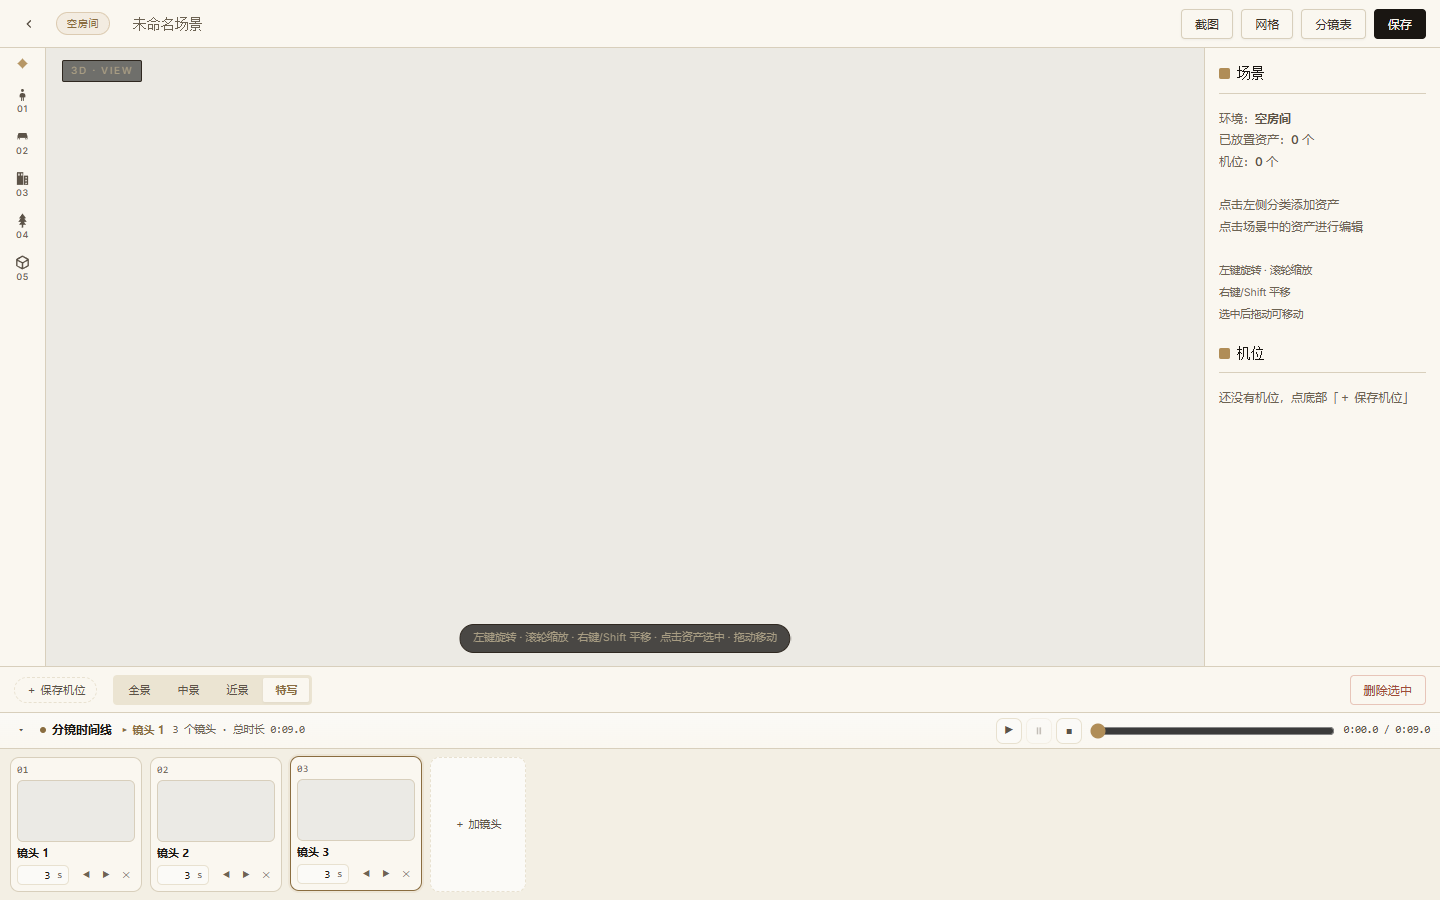 空房间
未命名场景
截图
网格
分镜表
保存
3D · VIEW
01
02
03
04
05
场景
环境：空房间
已放置资产：0 个
机位：0 个
点击左侧分类添加资产
点击场景中的资产进行编辑
左键旋转 · 滚轮缩放
右键/Shift 平移
选中后拖动可移动
机位
还没有机位，点底部「＋ 保存机位」
左键旋转 · 滚轮缩放 · 右键/Shift 平移 · 点击资产选中 · 拖动移动
＋ 保存机位
全景
中景
近景
特写
删除选中
分镜时间线
▸ 镜头 1
3 个镜头 · 总时长 0:09.0
0:00.0 / 0:09.0
01
镜头 1
3 s
02
镜头 2
3 s
03
镜头 3
3 s
＋ 加镜头